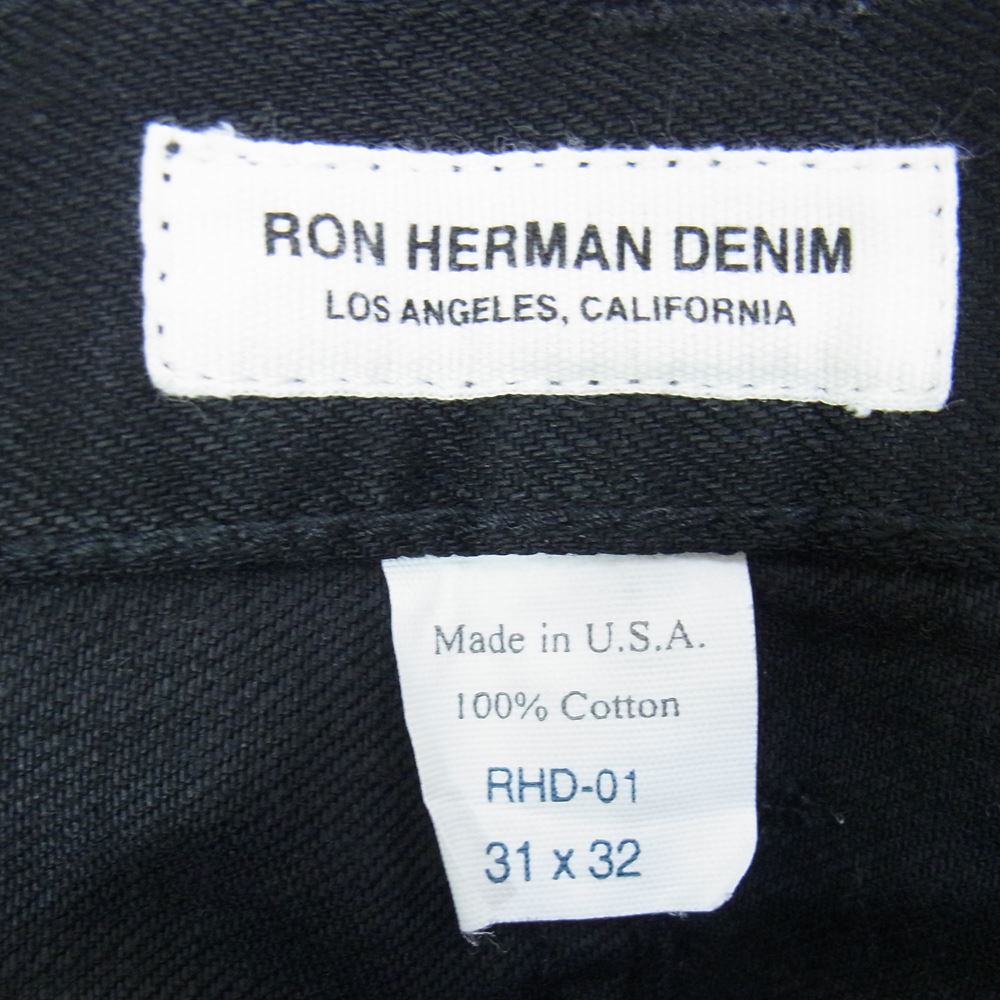 RON HERMAN DENIM
LOS ANGELES, CALIFORNIA
Made in U.S.A.
100% Cotton
RHD-01
31 x 32